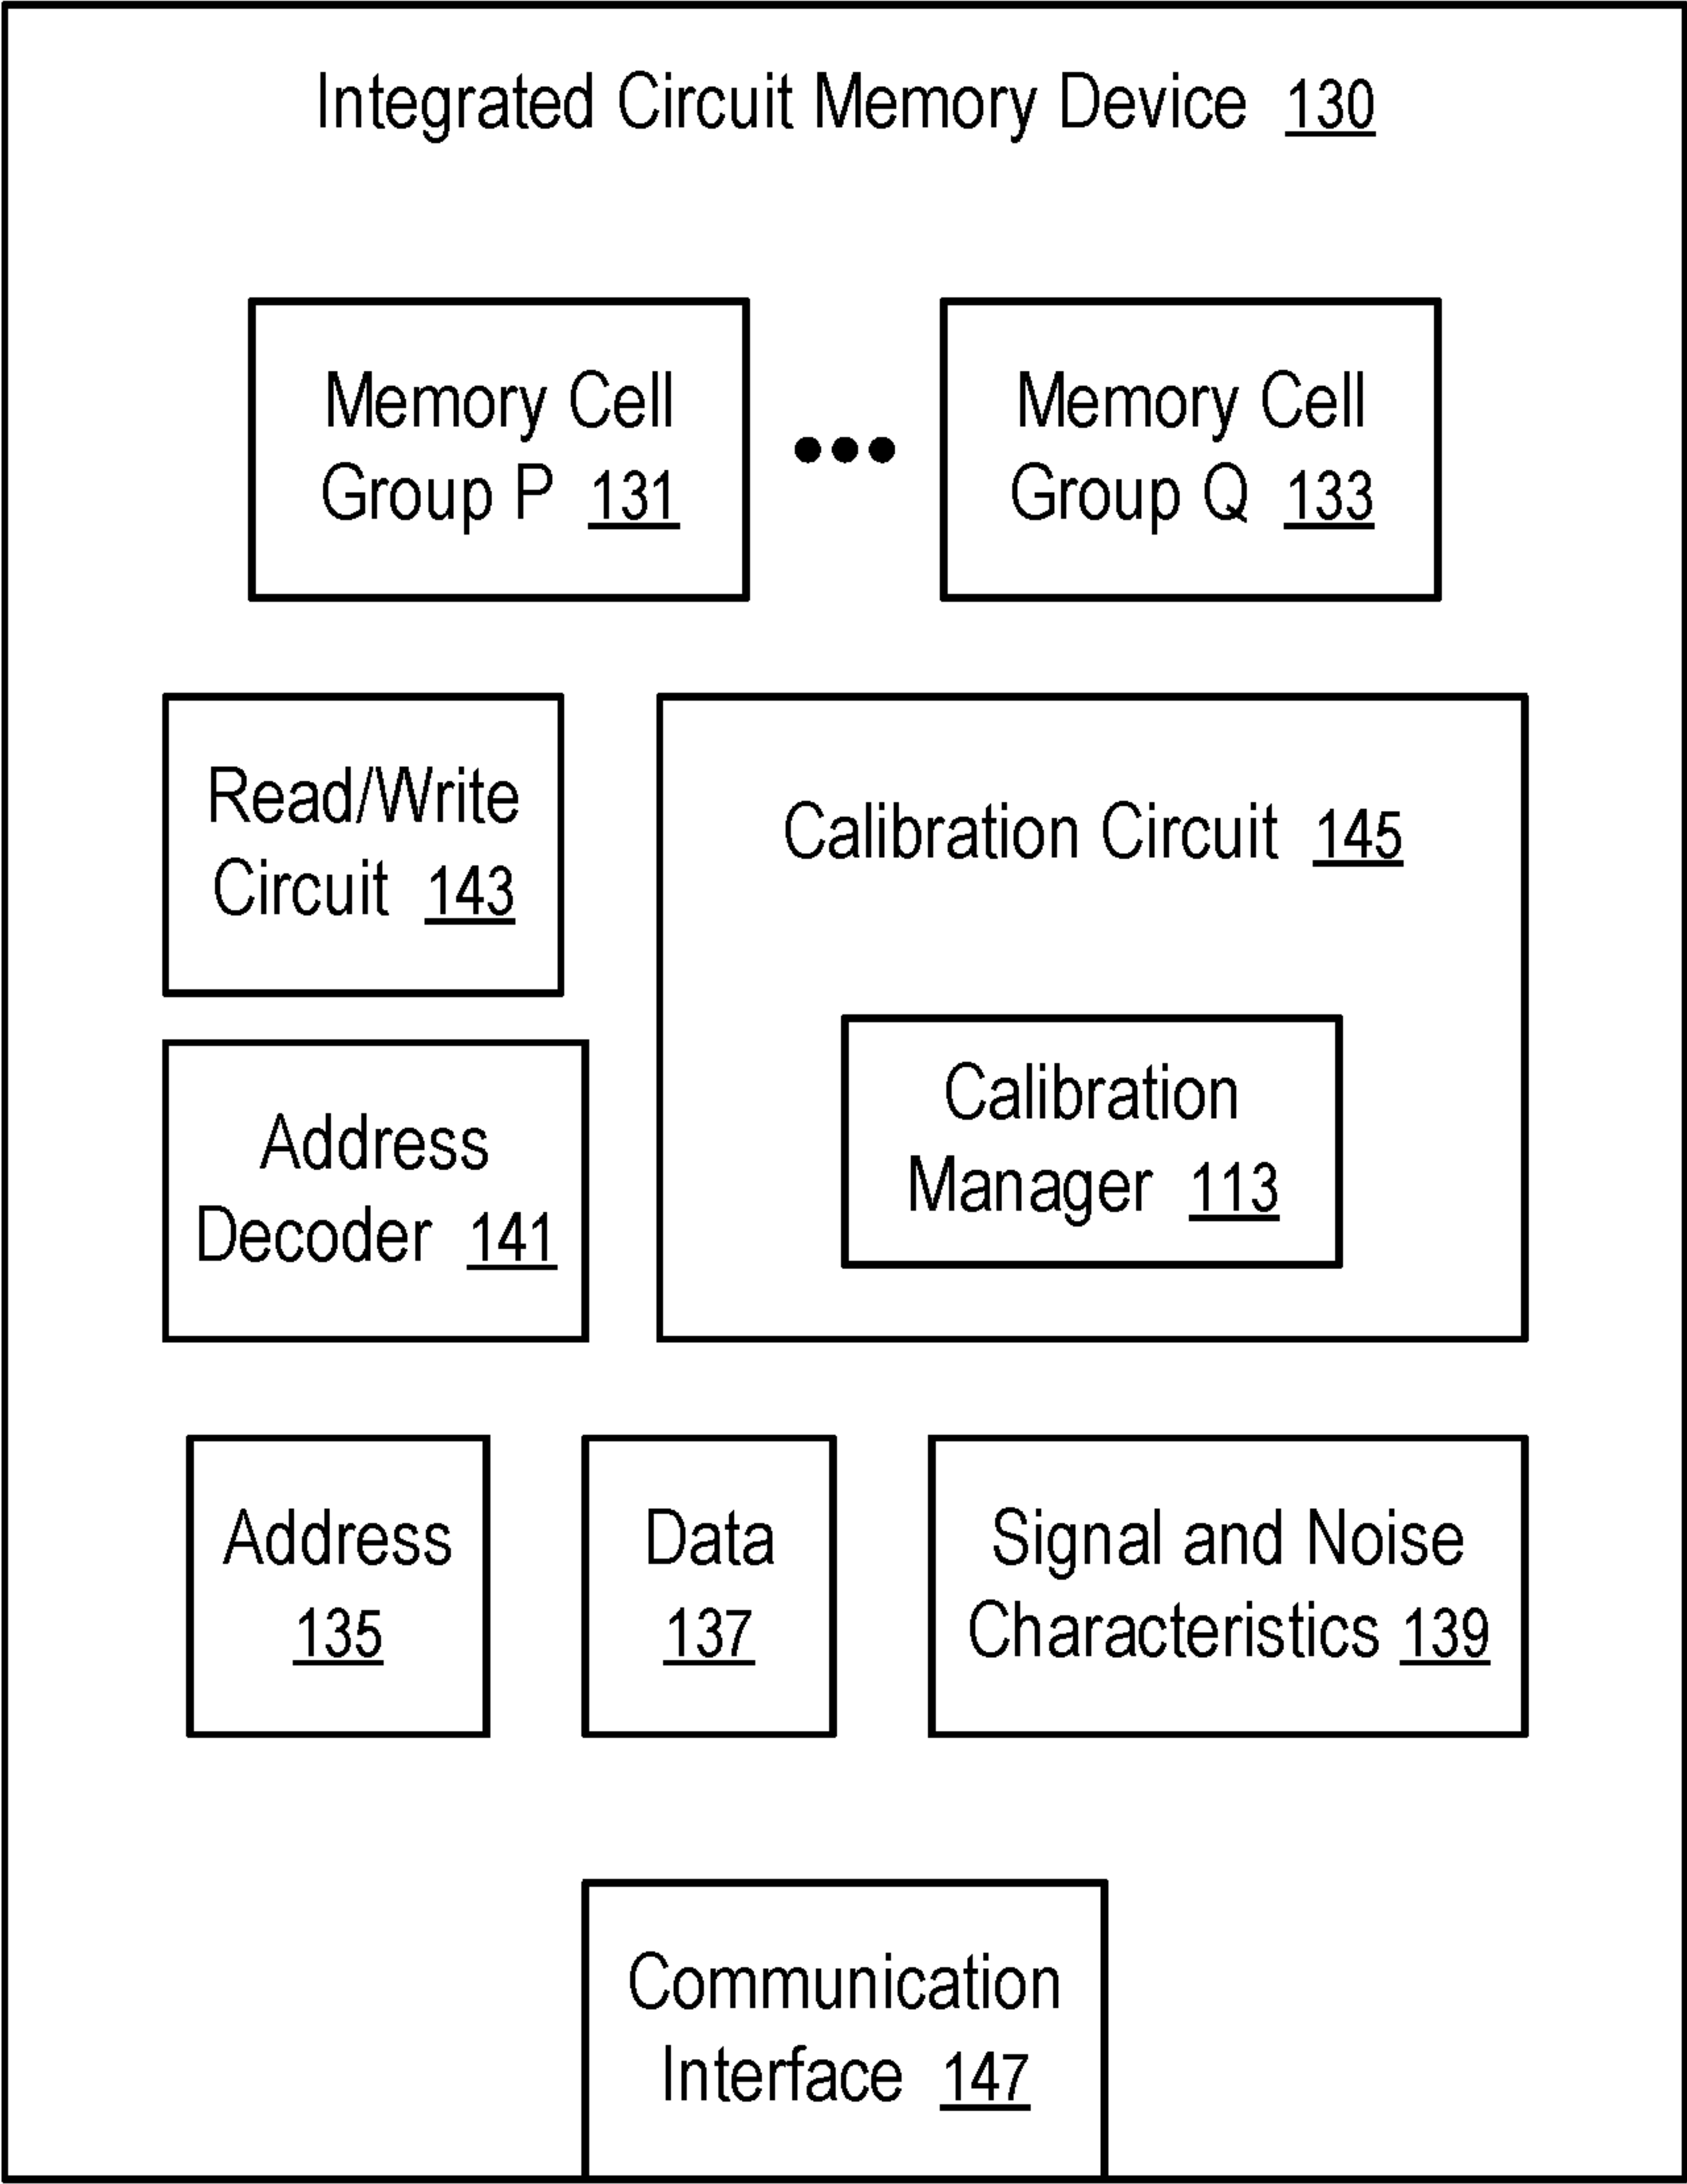 Integrated Circuit Memory Device 130
Memory Cell
Group P 131
•••
Memory Cell
Group Q 133
Read/Write
Circuit 143
Calibration Circuit 145
Calibration
Manager 113
Address
Decoder 141
Address
135
Data
137
Signal and Noise
Characteristics 139
Communication
Interface 147